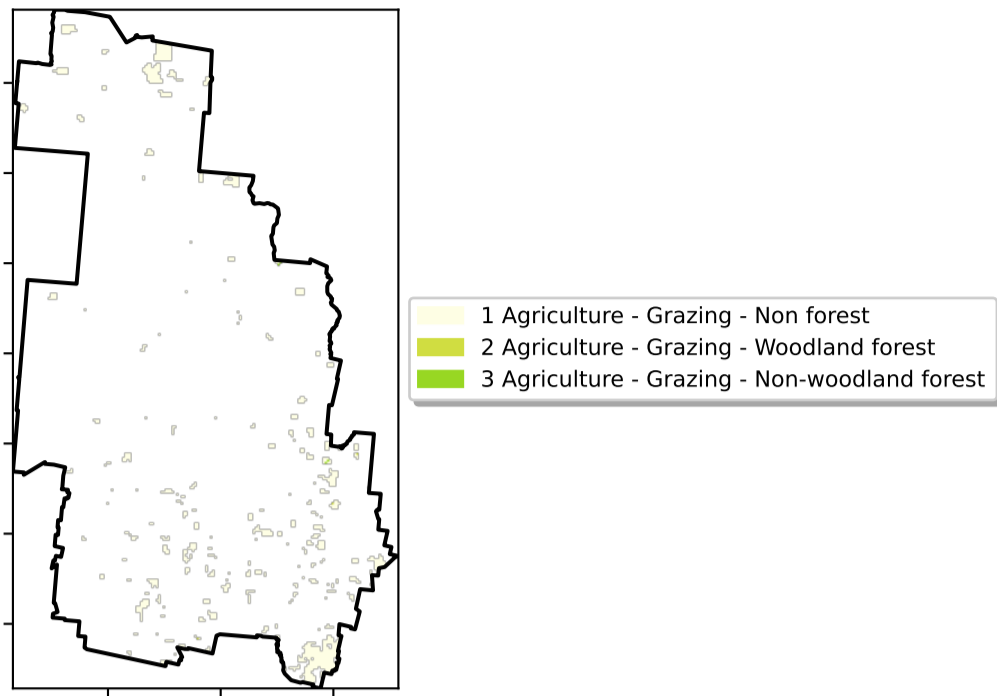 1 Agriculture - Grazing - Non forest
2 Agriculture - Grazing - Woodland forest
3 Agriculture - Grazing - Non-woodland forest